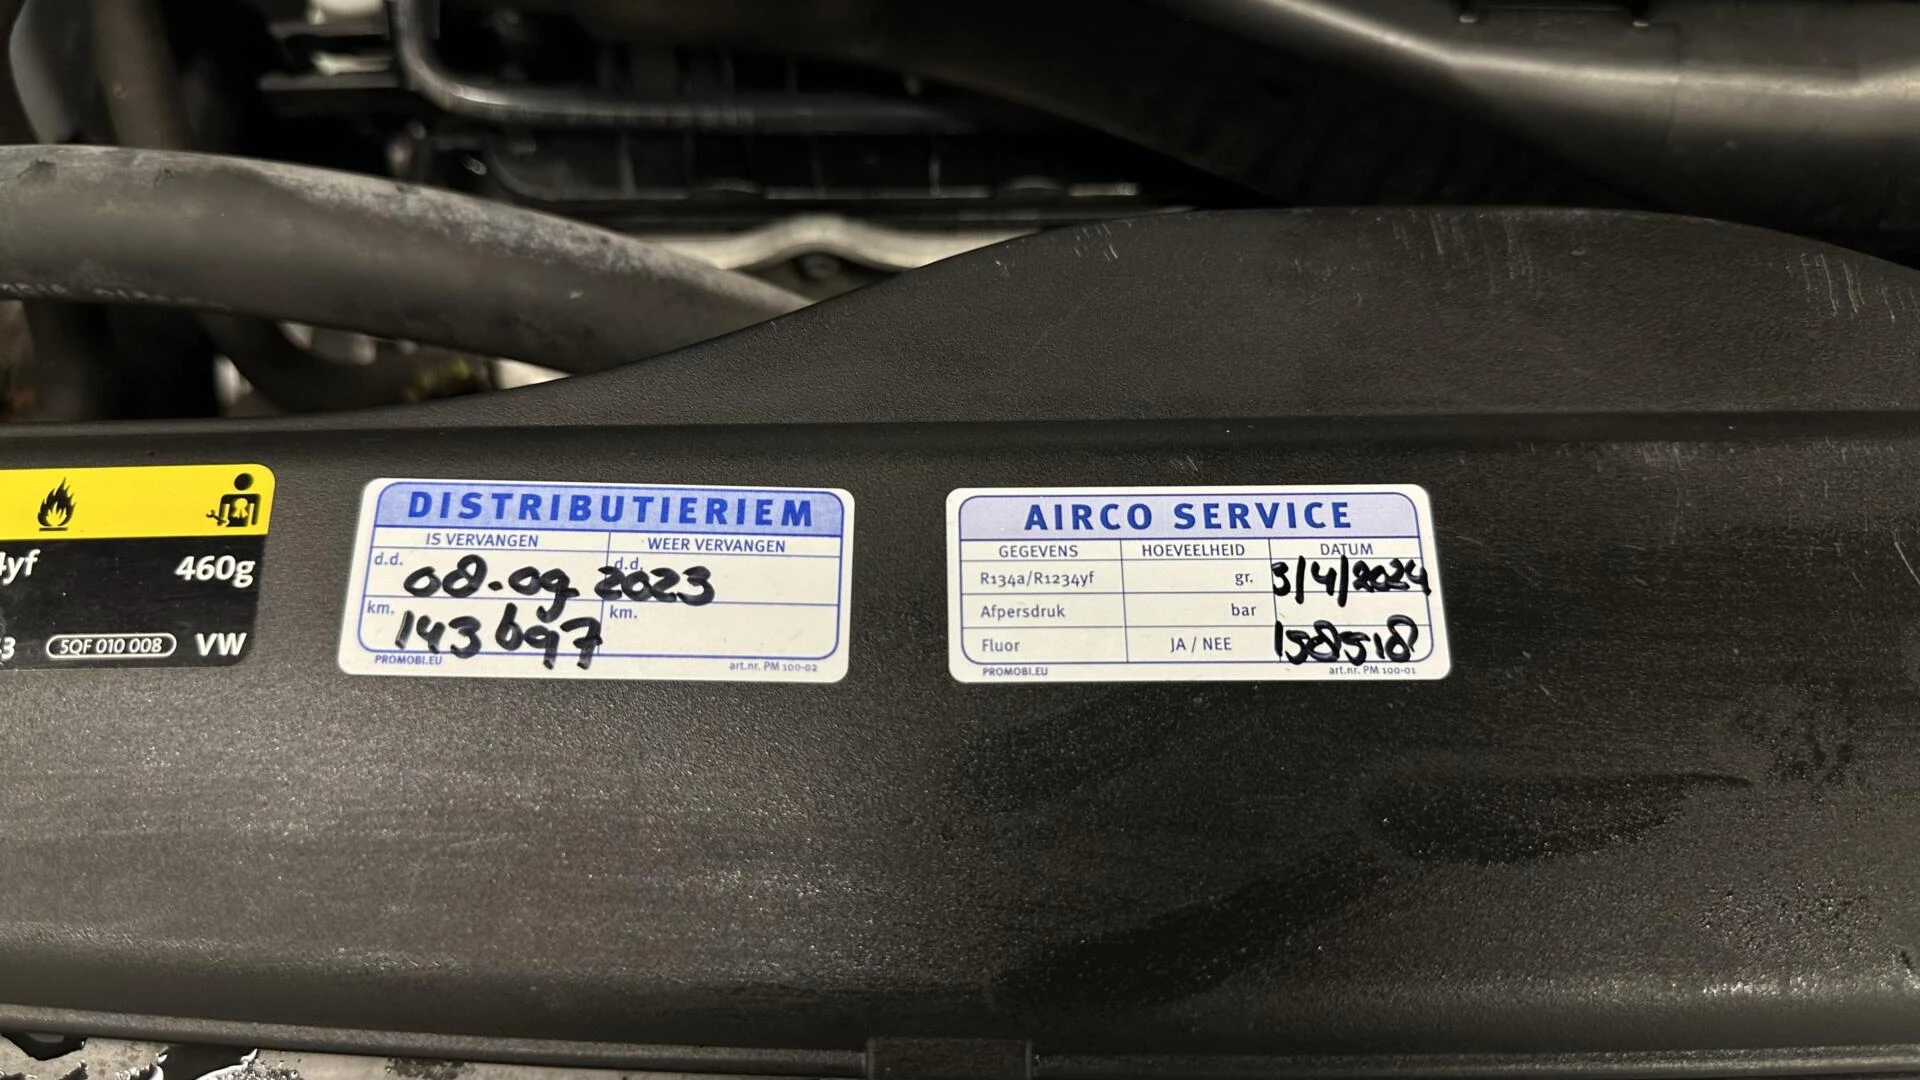 4yf 460g
3 5QF 010 008 VW
DISTRIBUTIERIEM
IS VERVANGEN WEER VERVANGEN
d.d. 08-09 2023 d.d.
km. 143697 km.
PROMOBI.EU art.nr. PM 100-02
AIRCO SERVICE
GEGEVENS HOEVEELHEID DATUM
R134a/R1234yf gr. 3/4/2024
Afpersdruk bar
Fluor JA / NEE 158518
PROMOBI.EU art.nr. PM 100-01